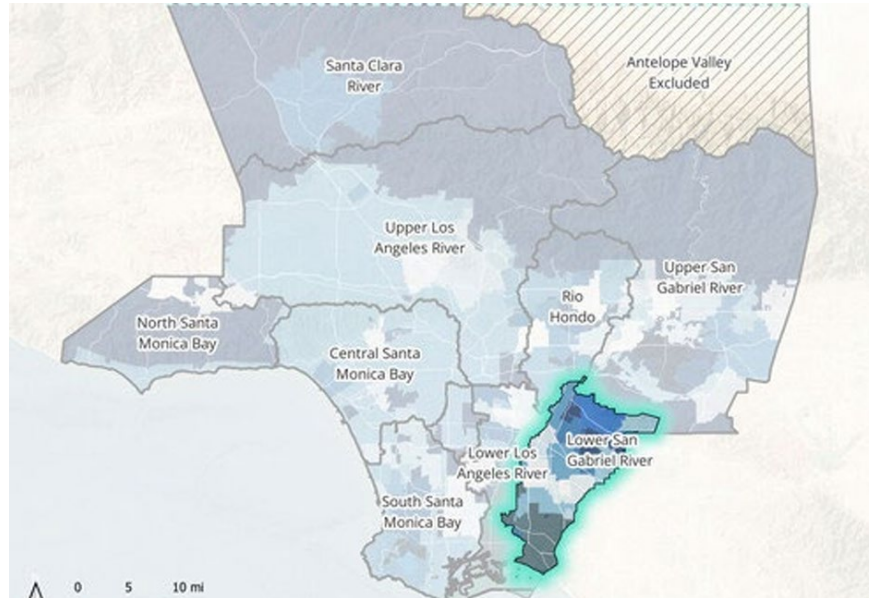 Santa Clara
River
Antelope Valley
Excluded
Upper Los
Angeles River
Upper San
Gabriel River
Rio
Hondo
North Santa
Monica Bay
Central Santa
Monica Bay
Lower San
Gabriel River
Lower Los
Angeles River
South Santa
Monica Bay
0 5 10 mi